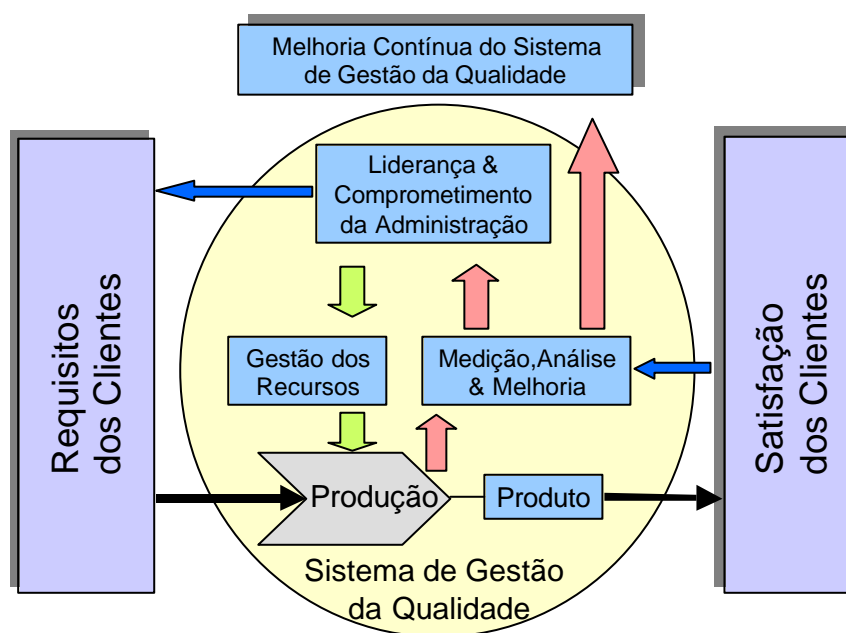 Melhoria Contínua do Sistema
de Gestão da Qualidade
Liderança &
Comprometimento
da Administração
Requisitos
dos Clientes
Gestão dos
Recursos
Medição,Análise
& Melhoria
Satisfação
dos Clientes
Produção
Produto
Sistema de Gestão
da Qualidade